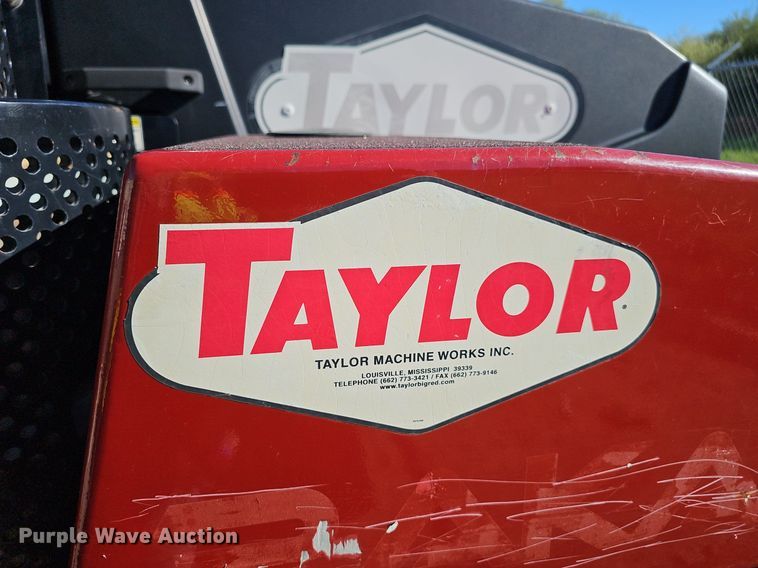 TAYLOR
TAYLOR
TAYLOR MACHINE WORKS INC.
LOUISVILLE, MISSISSIPPI 39339
TELEPHONE (662) 773-3421 / FAX (662) 773-9146
www.taylorbigred.com
Purple Wave Auction